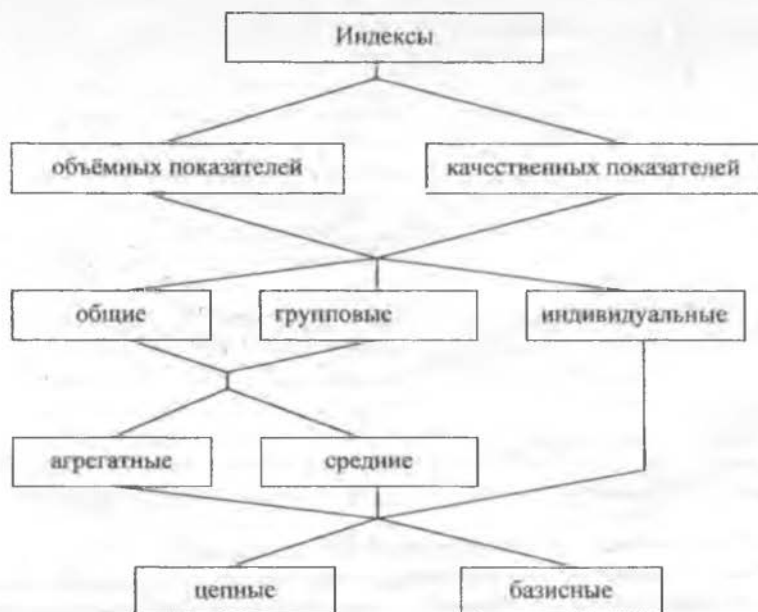 Индексы
объёмных показателей
качественных показателей
общие
групповые
индивидуальные
агрегатные
средние
цепные
базисные